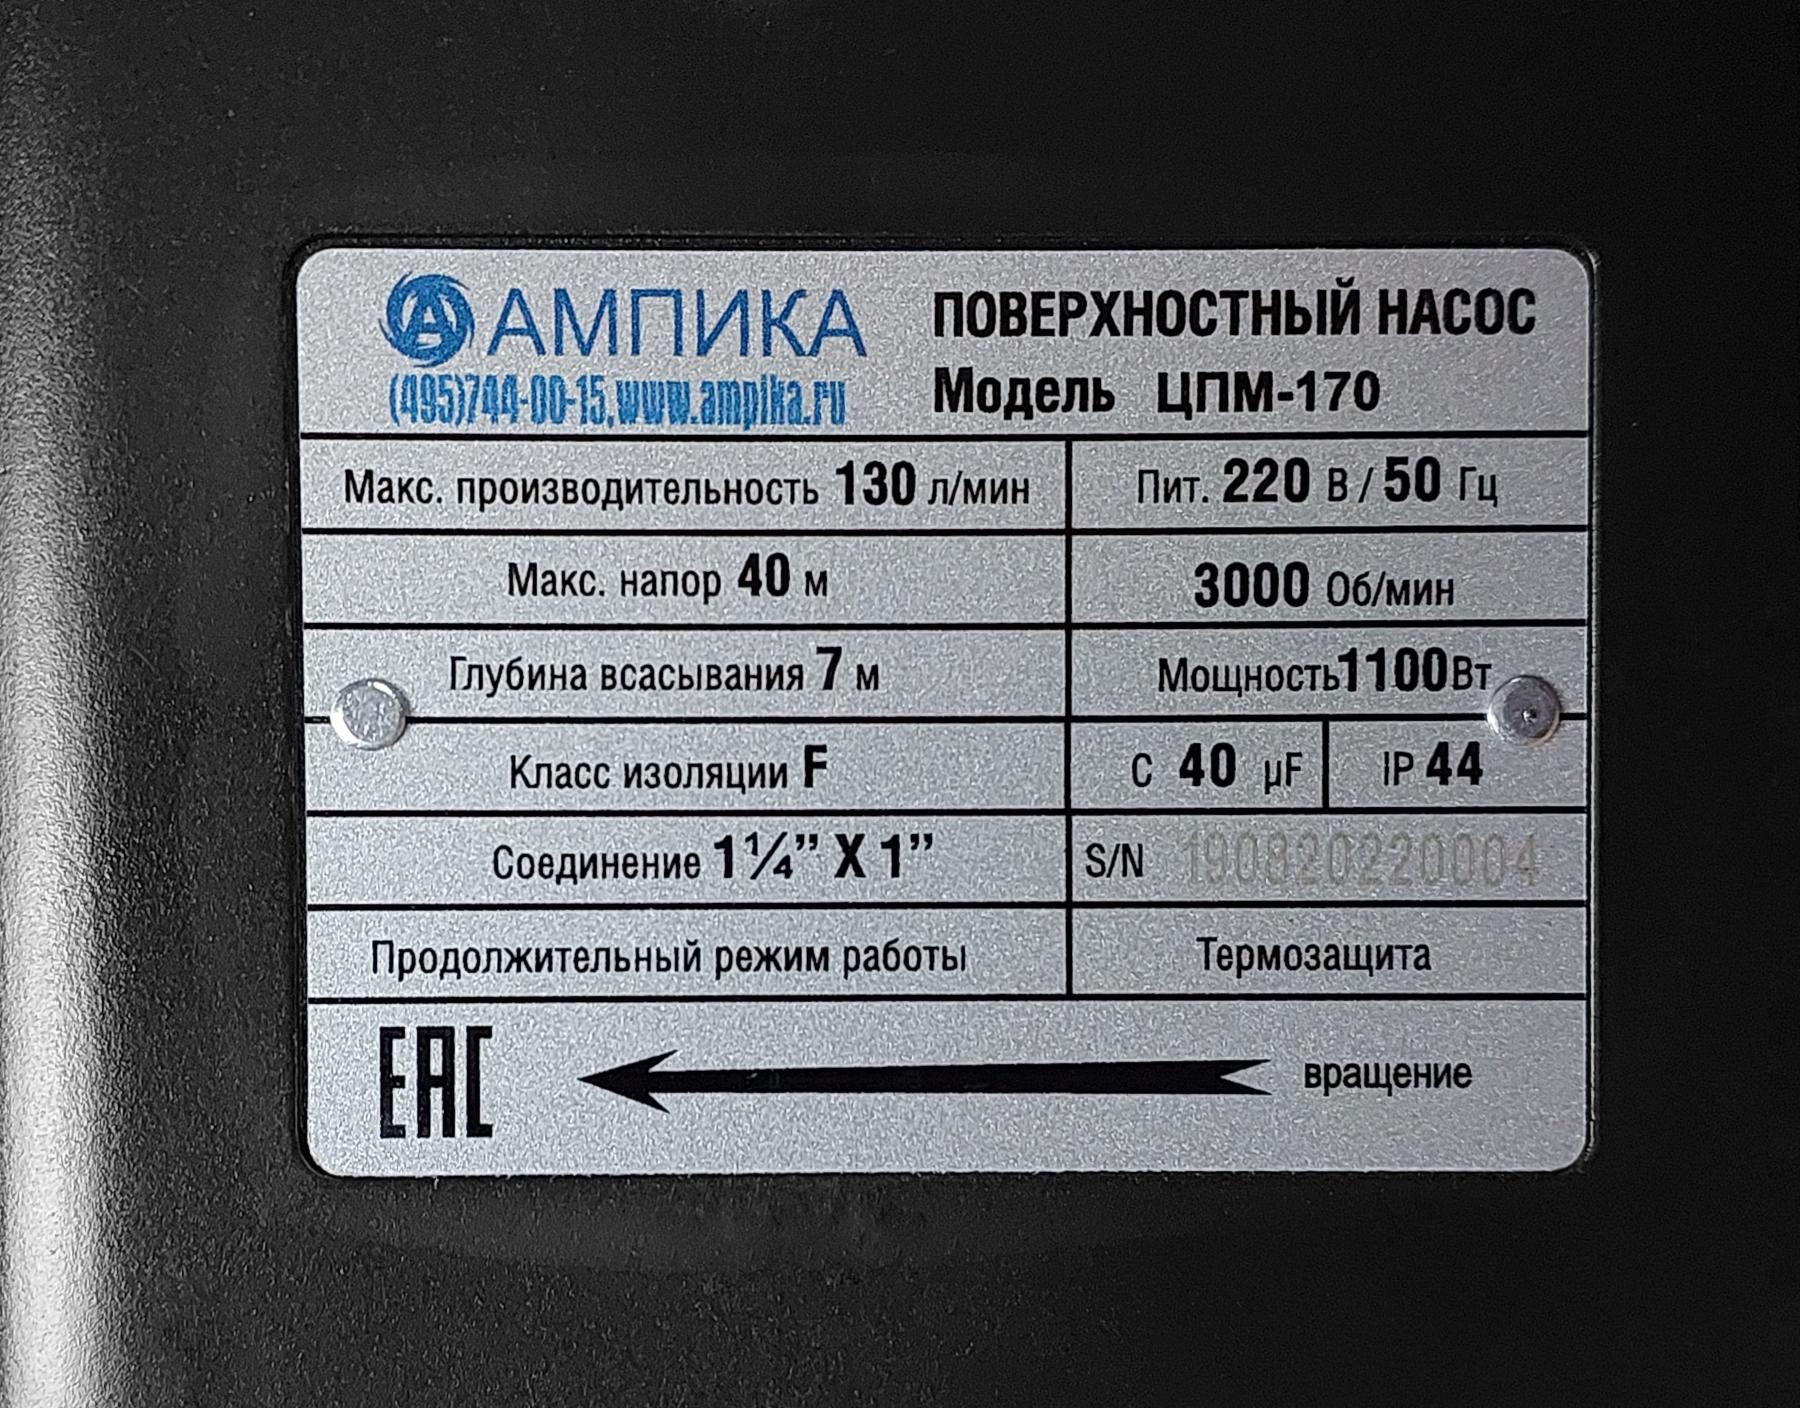 АМПИКА
(495)744-00-15,www.ampika.ru
ПОВЕРХНОСТНЫЙ НАСОС
Модель ЦПМ-170
Макс. производительность 130 л/мин
Пит. 220 В / 50 Гц
Макс. напор 40 м
3000 Об/мин
Глубина всасывания 7 м
Мощность1100Вт
Класс изоляции F
C 40 µF
IP 44
Соединение 1¼” X 1”
S/N 190820220004
Продолжительный режим работы
Термозащита
EAC
вращение